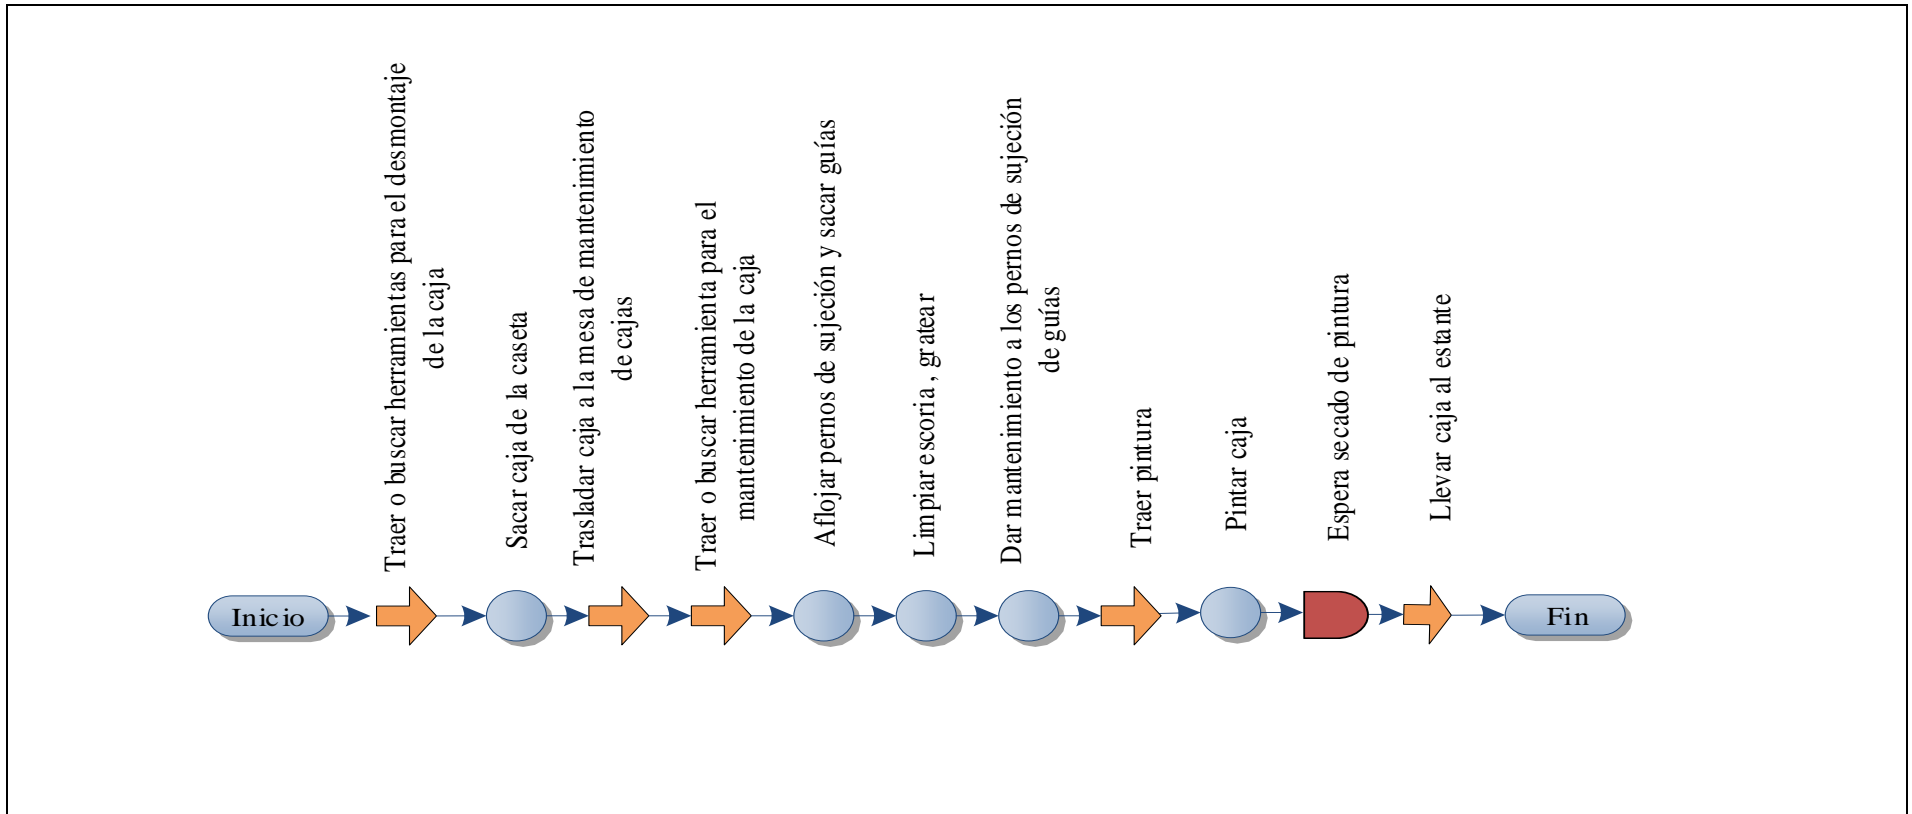 Inicio
Traer o buscar herramientas para el desmontaje
de la caja
Sacar caja de la caseta
Trasladar caja a la mesa de mantenimiento
de cajas
Traer o buscar herramienta para el
mantenimiento de la caja
Aflojar pernos de sujeción y sacar guías
Limpiar escoria , gratear
Dar mantenimiento a los pernos de sujeción
de guías
Traer pintura
Pintar caja
Espera secado de pintura
Llevar caja al estante
Fin